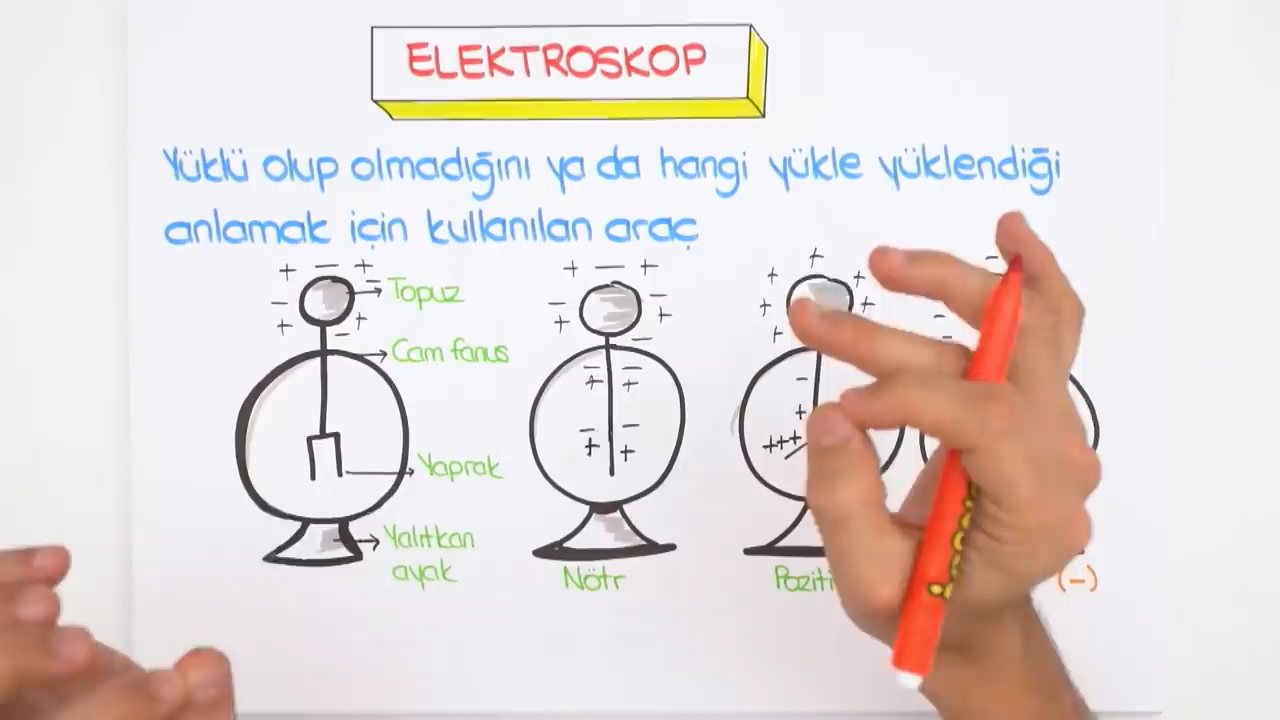 ELEKTROSKOP
Yüklü olup olmadığını ya da hangi yükle yüklendiği
anlamak için kullanılan araç
Topuz
Cam fanus
Yaprak
Yalıtkan
ayak
Nötr
(-)